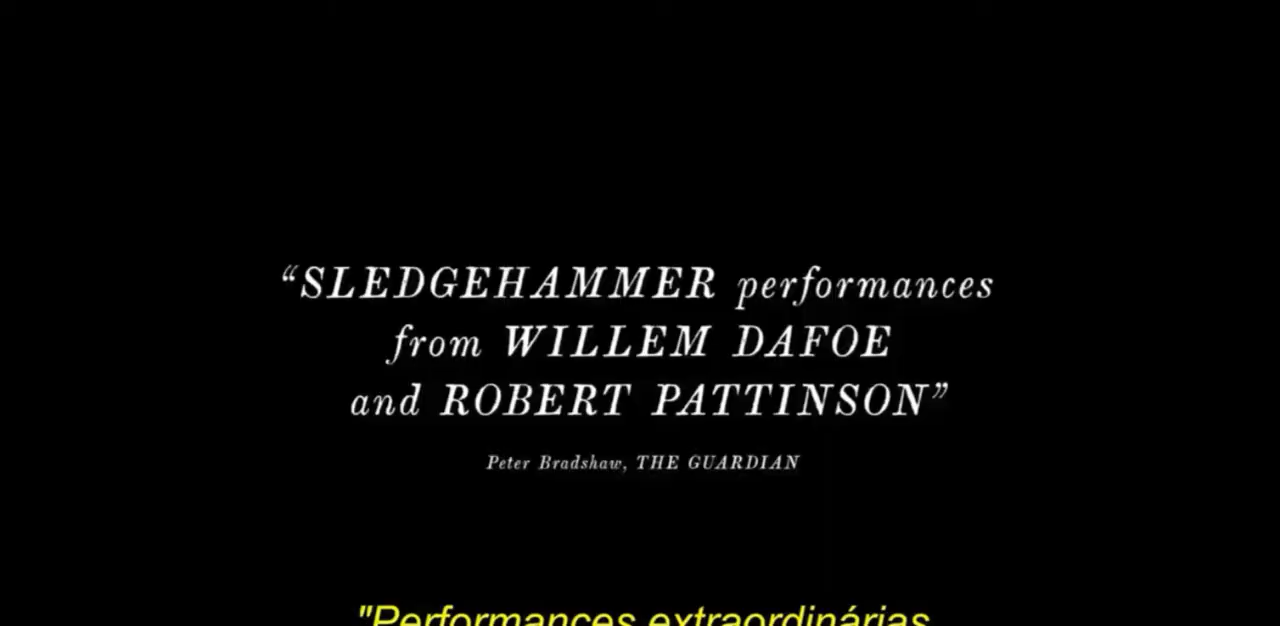 “SLEDGEHAMMER performances
from WILLEM DAFOE
and ROBERT PATTINSON”
Peter Bradshaw, THE GUARDIAN
"Performances extraordinárias